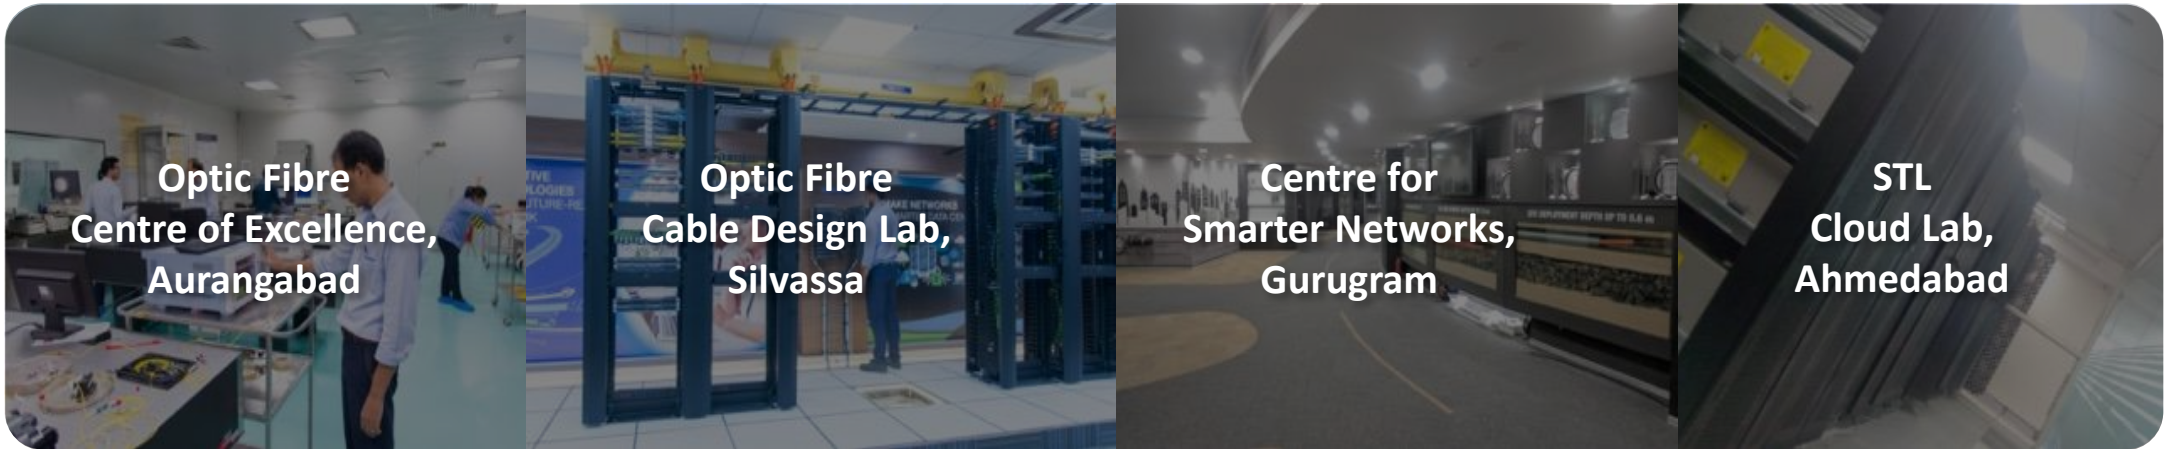 Optic Fibre
Centre of Excellence,
Aurangabad
Optic Fibre
Cable Design Lab,
Silvassa
Centre for
Smarter Networks,
Gurugram
STL
Cloud Lab,
Ahmedabad